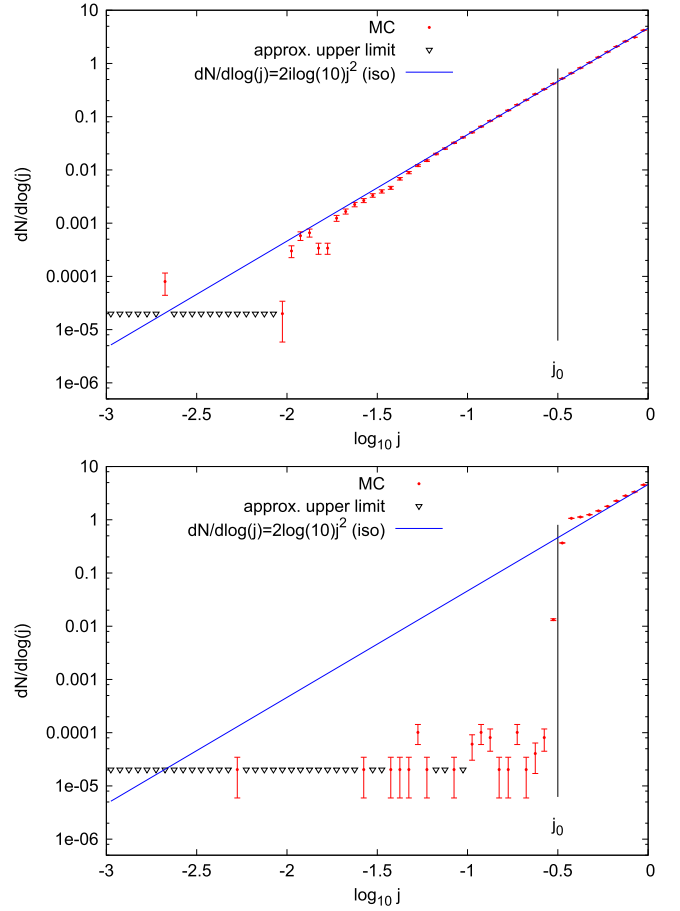 10
1
0.1
0.01
0.001
0.0001
1e-05
1e-06
dN/dlog(j)
MC
approx. upper limit
dN/dlog(j)=2ilog(10)j² (iso)
j₀
-3 -2.5 -2 -1.5 -1 -0.5 0
log₁₀ j
10
1
0.1
0.01
0.001
0.0001
1e-05
1e-06
dN/dlog(j)
MC
approx. upper limit
dN/dlog(j)=2log(10)j² (iso)
j₀
-3 -2.5 -2 -1.5 -1 -0.5 0
log₁₀ j